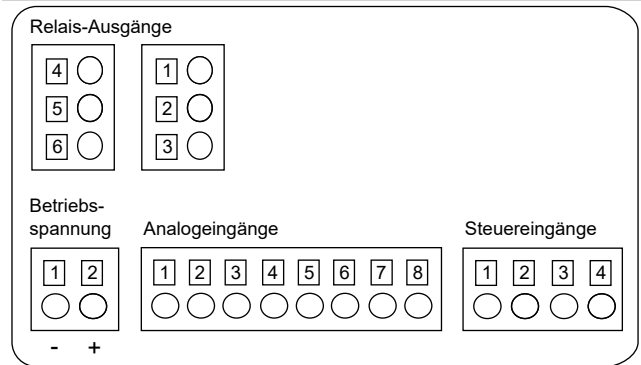 Relais-Ausgänge
4 1
5 2
6 3
Betriebs-
spannung Analogeingänge Steuereingänge
1 2 1 2 3 4 5 6 7 8 1 2 3 4
- +